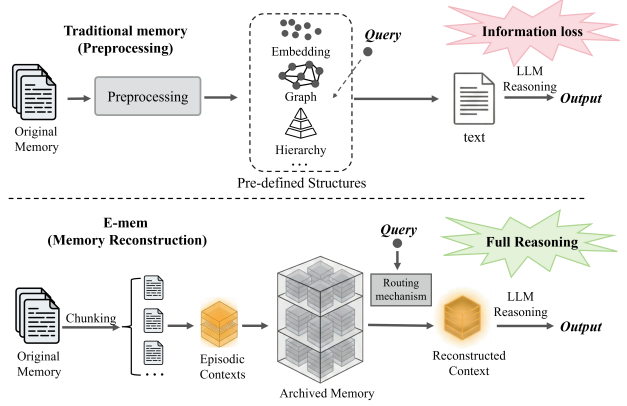 Traditional memory
(Preprocessing)
Original
Memory
Preprocessing
Embedding
Graph
Hierarchy
...
Pre-defined Structures
Query
text
Information loss
LLM
Reasoning
Output
E-mem
(Memory Reconstruction)
Original
Memory
Chunking
...
Episodic
Contexts
Archived Memory
Query
Routing
mechanism
Reconstructed
Context
Full Reasoning
LLM
Reasoning
Output